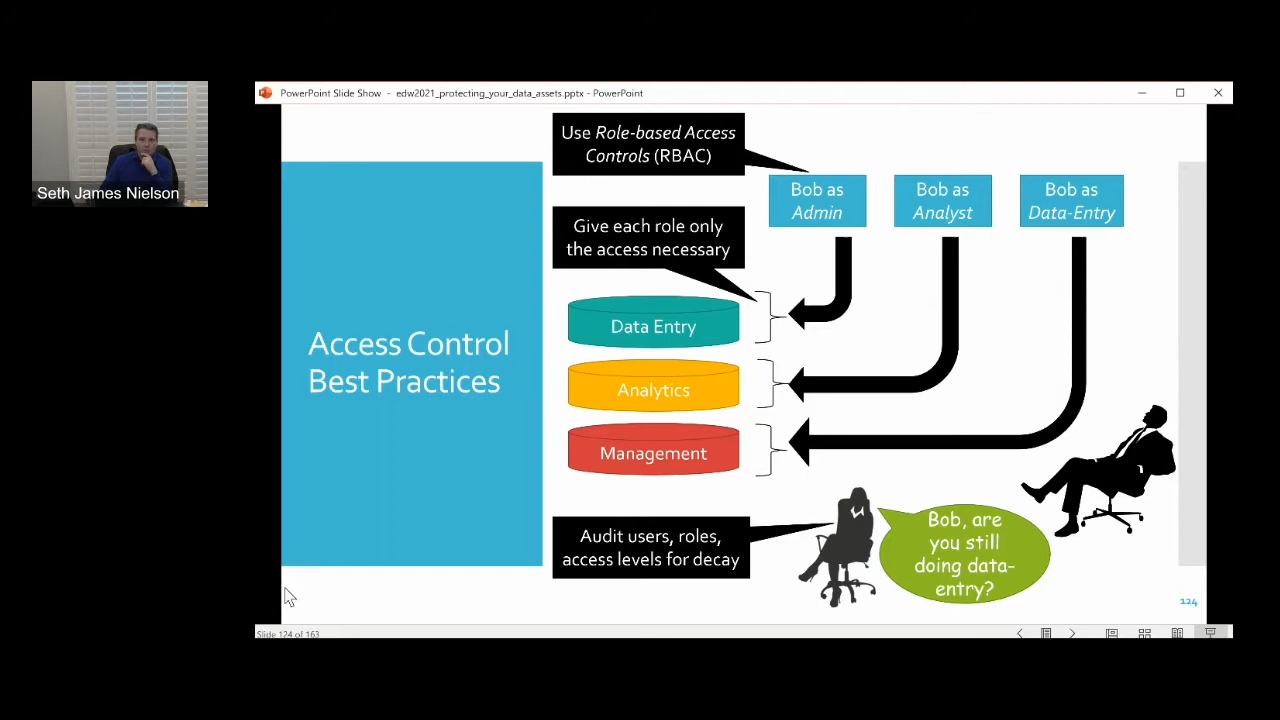 PowerPoint Slide Show - edw2021_protecting_your_data_assets.pptx - PowerPoint
Seth James Nielson
Access Control
Best Practices
Use Role-based Access
Controls (RBAC)
Bob as
Admin
Bob as
Analyst
Bob as
Data-Entry
Give each role only
the access necessary
Data Entry
Analytics
Management
Audit users, roles,
access levels for decay
Bob, are
you still
doing data-
entry?
124
Slide 124 of 163